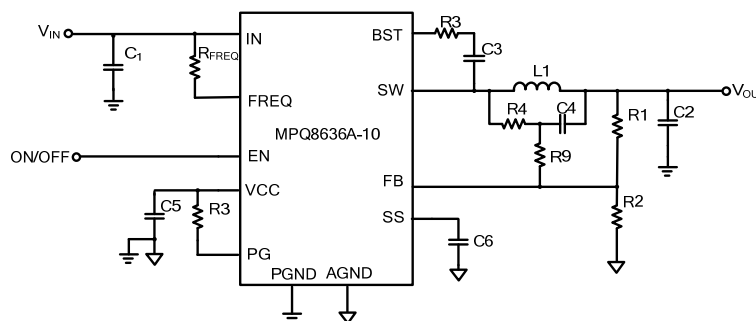 VIN
C1
RFREQ
IN
FREQ
EN
VCC
PG
PGND
AGND
MPQ8636A-10
BST
SW
FB
SS
R3
C3
L1
VOU
R4
C4
R9
R1
C2
R2
ON/OFF
C5
R3
C6